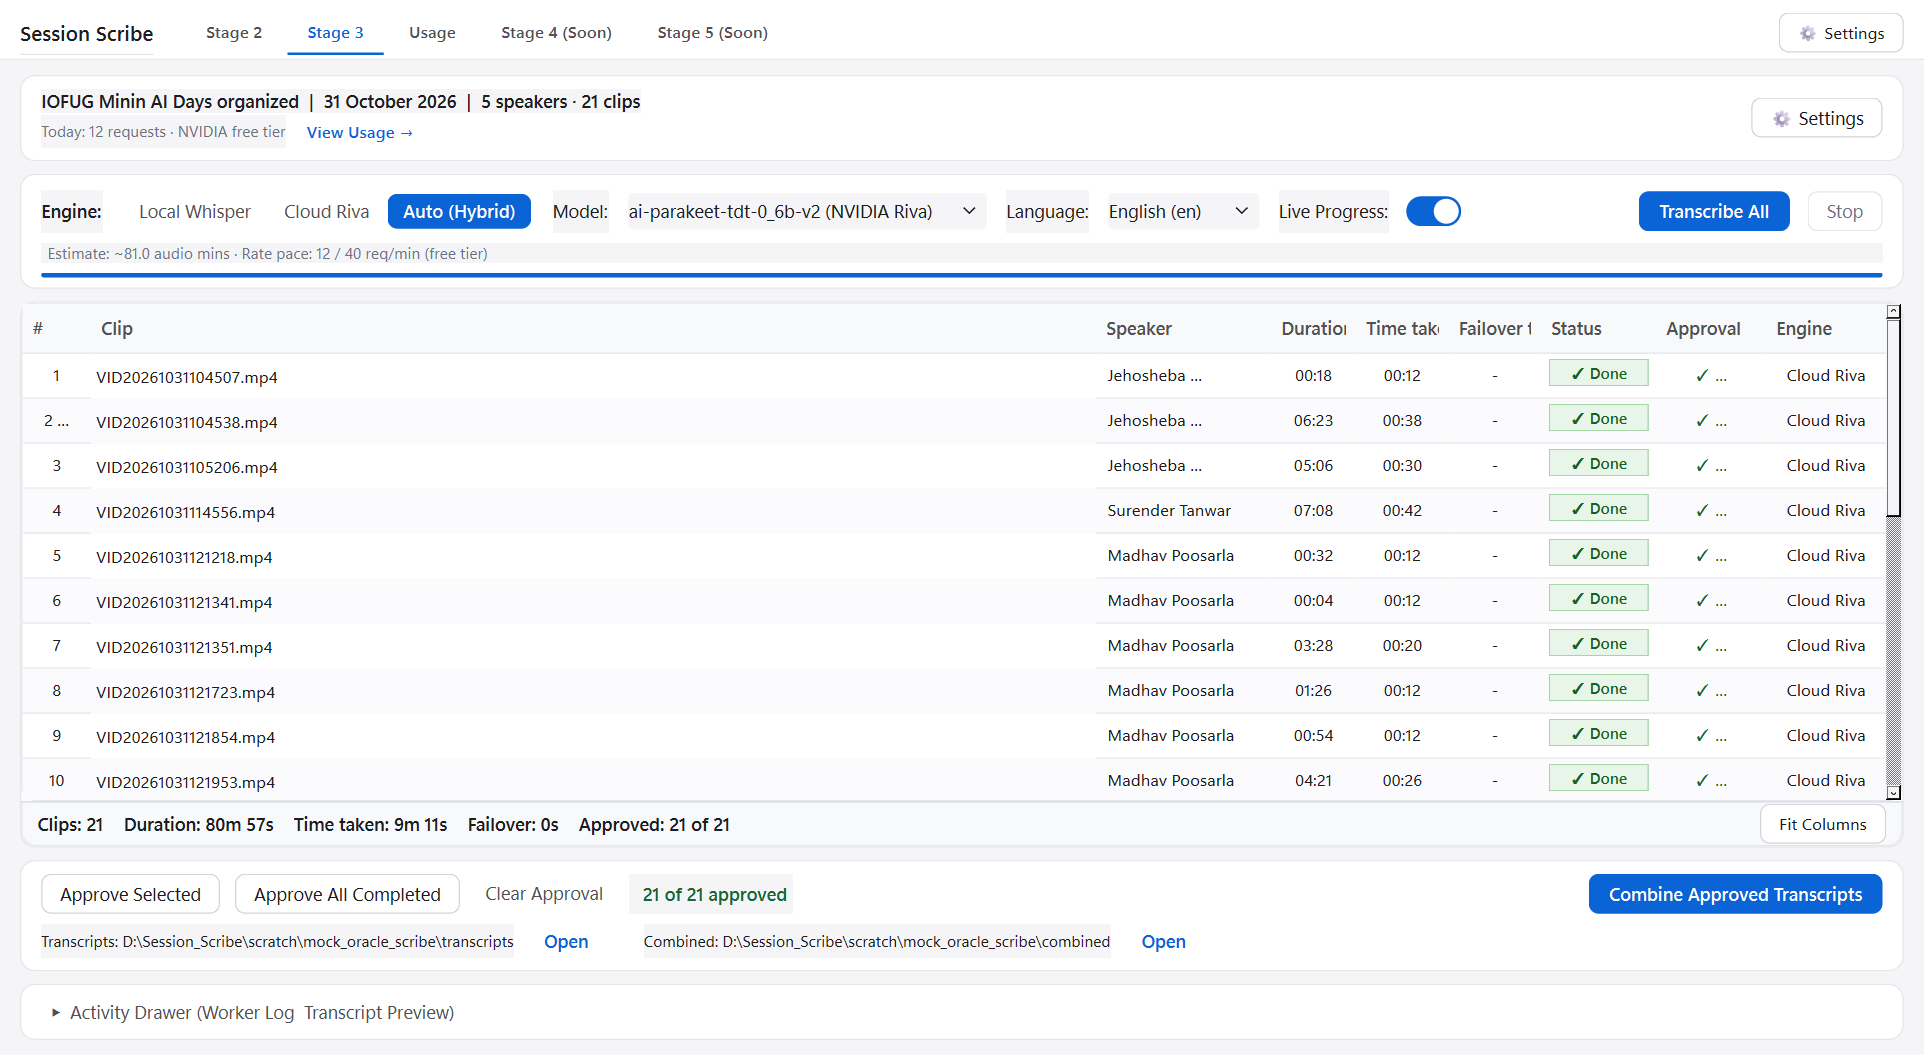 Session Scribe Stage 2 Stage 3 Usage Stage 4 (Soon) Stage 5 (Soon) Settings
IOFUG Minin AI Days organized | 31 October 2026 | 5 speakers · 21 clips
Today: 12 requests · NVIDIA free tier View Usage →
Settings
Engine: Local Whisper Cloud Riva Auto (Hybrid) Model: ai-parakeet-tdt-0_6b-v2 (NVIDIA Riva) Language: English (en) Live Progress: Transcribe All Stop
Estimate: ~81.0 audio mins · Rate pace: 12 / 40 req/min (free tier)
# Clip Speaker Duration Time tak Failover t Status Approval Engine
1 VID20261031104507.mp4 Jehosheba ... 00:18 00:12 - ✓ Done ✓ ... Cloud Riva
2 ... VID20261031104538.mp4 Jehosheba ... 06:23 00:38 - ✓ Done ✓ ... Cloud Riva
3 VID20261031105206.mp4 Jehosheba ... 05:06 00:30 - ✓ Done ✓ ... Cloud Riva
4 VID20261031114556.mp4 Surender Tanwar 07:08 00:42 - ✓ Done ✓ ... Cloud Riva
5 VID20261031121218.mp4 Madhav Poosarla 00:32 00:12 - ✓ Done ✓ ... Cloud Riva
6 VID20261031121341.mp4 Madhav Poosarla 00:04 00:12 - ✓ Done ✓ ... Cloud Riva
7 VID20261031121351.mp4 Madhav Poosarla 03:28 00:20 - ✓ Done ✓ ... Cloud Riva
8 VID20261031121723.mp4 Madhav Poosarla 01:26 00:12 - ✓ Done ✓ ... Cloud Riva
9 VID20261031121854.mp4 Madhav Poosarla 00:54 00:12 - ✓ Done ✓ ... Cloud Riva
10 VID20261031121953.mp4 Madhav Poosarla 04:21 00:26 - ✓ Done ✓ ... Cloud Riva
Clips: 21 Duration: 80m 57s Time taken: 9m 11s Failover: 0s Approved: 21 of 21 Fit Columns
Approve Selected Approve All Completed Clear Approval 21 of 21 approved Combine Approved Transcripts
Transcripts: D:\Session_Scribe\scratch\mock_oracle_scribe\transcripts Open Combined: D:\Session_Scribe\scratch\mock_oracle_scribe\combined Open
▸ Activity Drawer (Worker Log Transcript Preview)